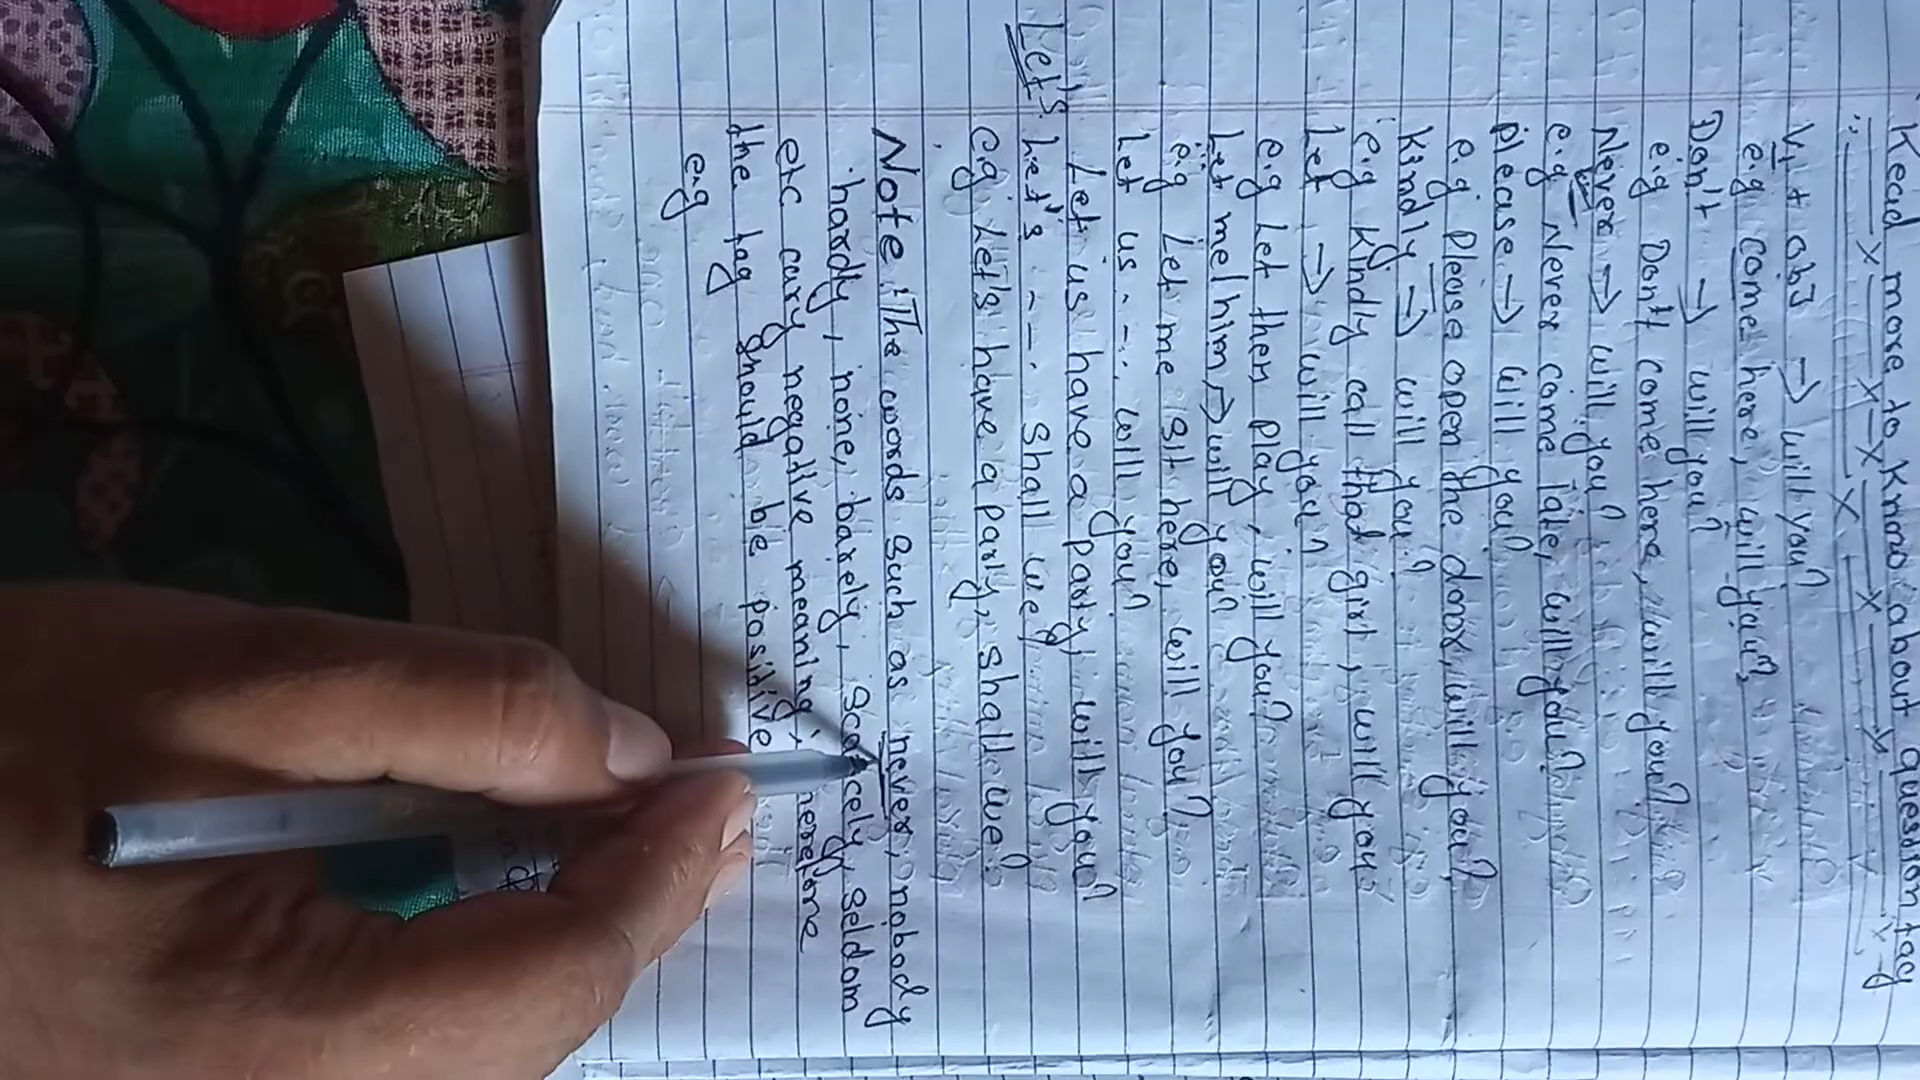 Read more to know about question tag
V1 + obj → will you?
e.g come here, will you?
Don't → will you?
e.g Don't come here, will you?
Never → will you?
e.g Never come late, will you?
please → will you?
e.g please open the door, will you?
Kindly → will you?
e.g Kindly call that girl, will you?
Let → will you?
e.g Let them play, will you?
Let me/him → will you?
e.g Let me sit here, will you?
Let us - - -. will you?
Let us have a party, will you?
Let's Let's - - -. Shall we?
e.g Let's have a party, shall we?
Note: The words such as never, nobody
hardly, none, barely, scarcely, seldom
etc cary negative meaning, therefore
the tag should be positive
e.g